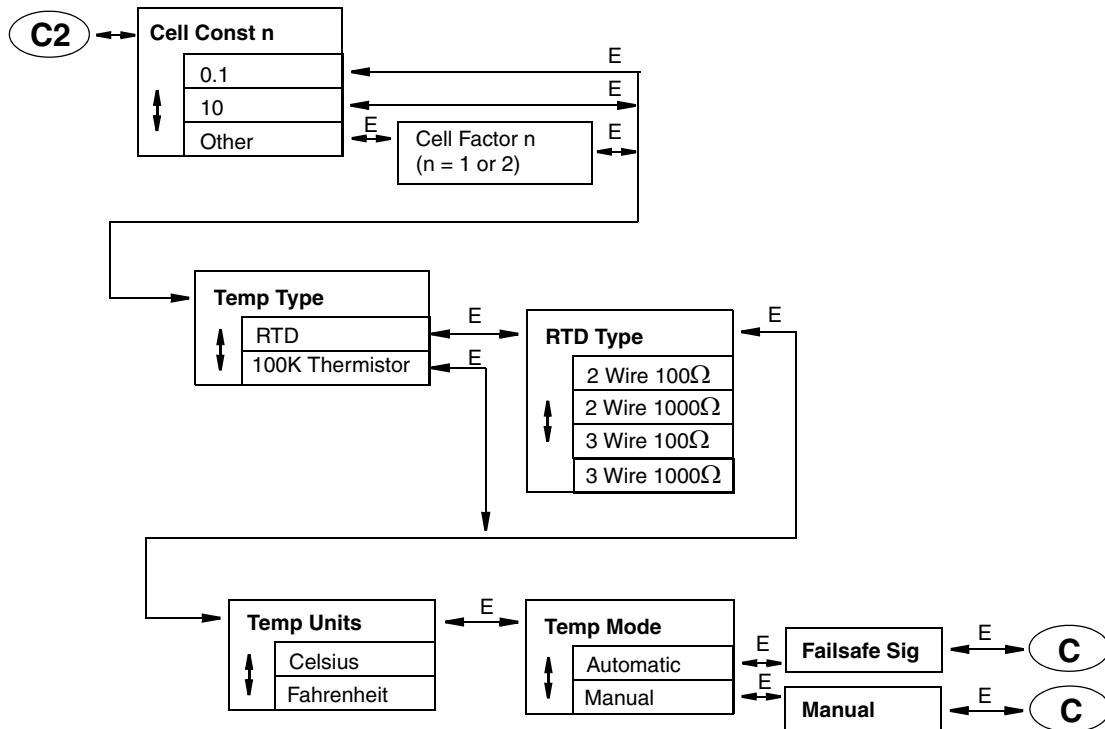 C2
Cell Const n
0.1
E
10
E
Other
E
Cell Factor n
(n = 1 or 2)
E
Temp Type
RTD
E
100K Thermistor
E
RTD Type
E
2 Wire 100Ω
2 Wire 1000Ω
3 Wire 100Ω
3 Wire 1000Ω
Temp Units
Celsius
Fahrenheit
E
Temp Mode
Automatic
E
Manual
E
Failsafe Sig
E
C
Manual
E
C